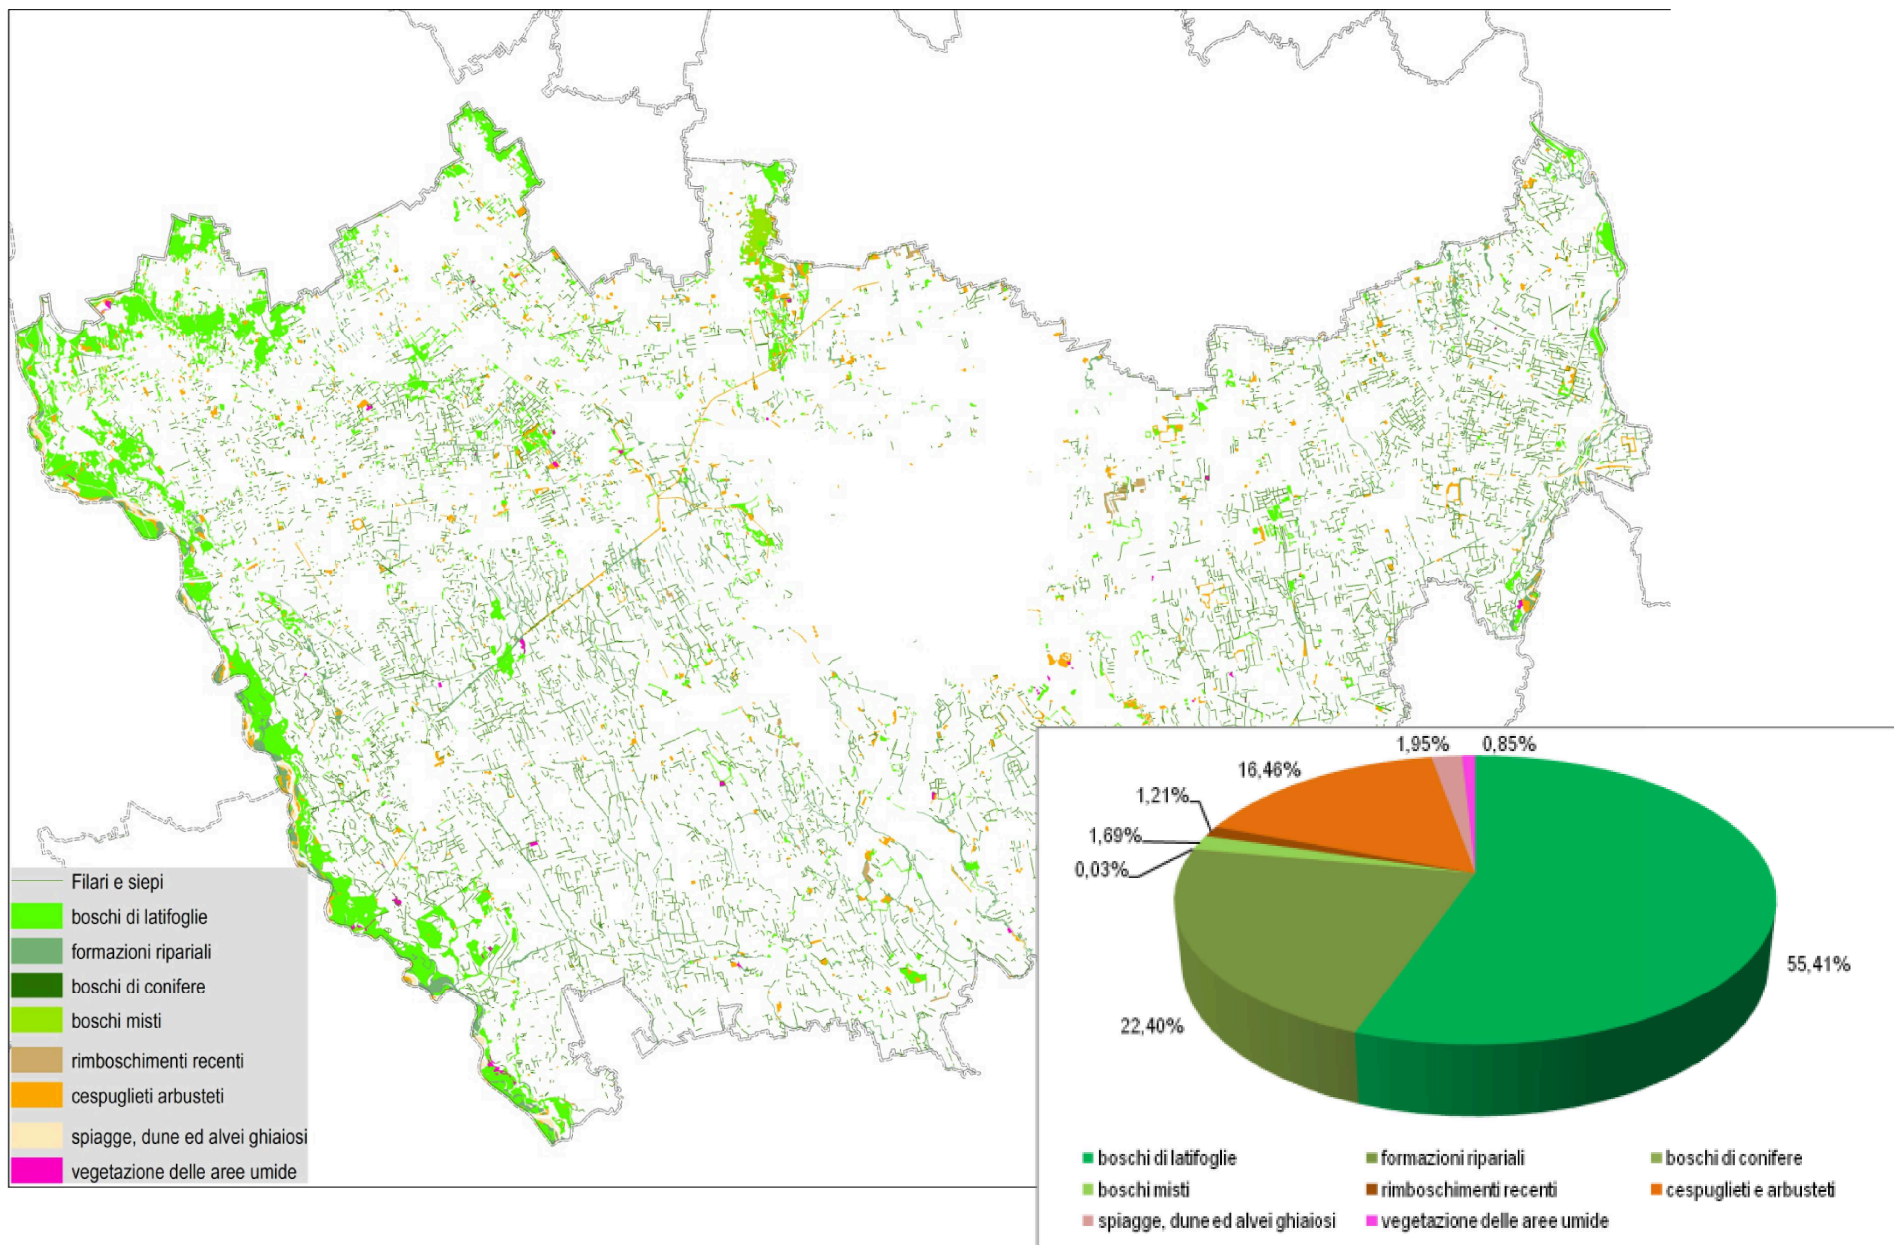 Filari e siepi
boschi di latifoglie
formazioni ripariali
boschi di conifere
boschi misti
rimboschimenti recenti
cespuglieti arbusteti
spiagge, dune ed alvei ghiaiosi
vegetazione delle aree umide
1,95% 0,85%
16,46%
1,21%
1,69%
0,03%
55,41%
22,40%
boschi di latifoglie formazioni ripariali boschi di conifere
boschi misti rimboschimenti recenti cespuglieti e arbusteti
spiagge, dune ed alvei ghiaiosi vegetazione delle aree umide